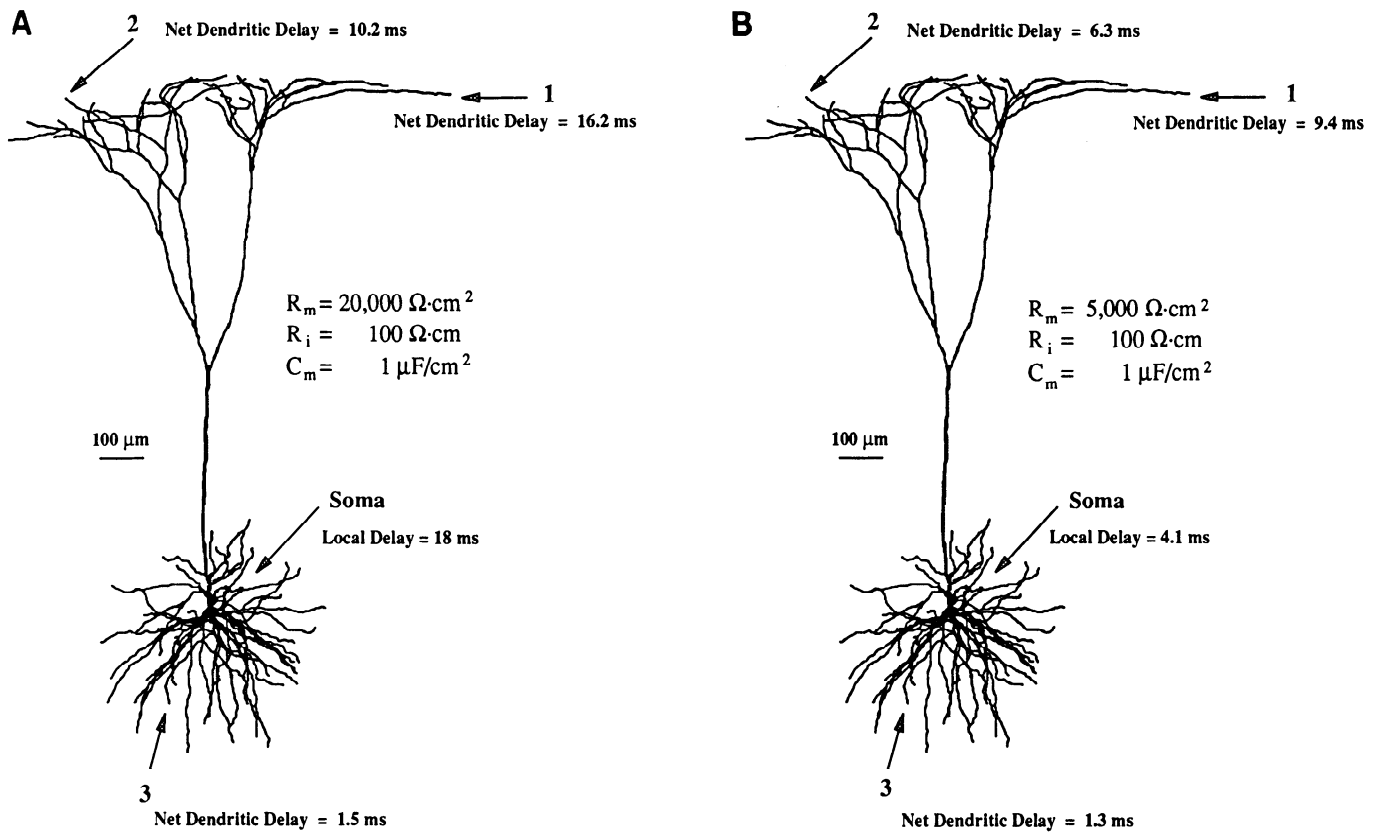 A
2
Net Dendritic Delay = 10.2 ms
1
Net Dendritic Delay = 16.2 ms
R_m = 20,000 Ω·cm²
R_i = 100 Ω·cm
C_m = 1 μF/cm²
100 μm
Soma
Local Delay = 18 ms
3
Net Dendritic Delay = 1.5 ms
B
2
Net Dendritic Delay = 6.3 ms
1
Net Dendritic Delay = 9.4 ms
R_m = 5,000 Ω·cm²
R_i = 100 Ω·cm
C_m = 1 μF/cm²
100 μm
Soma
Local Delay = 4.1 ms
3
Net Dendritic Delay = 1.3 ms